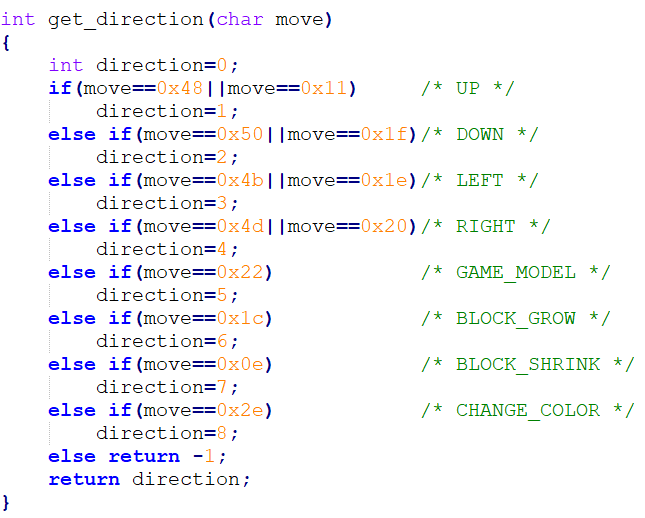 int get_direction(char move)
{
    int direction=0;
    if(move==0x48||move==0x11)      /* UP */
        direction=1;
    else if(move==0x50||move==0x1f)/* DOWN */
        direction=2;
    else if(move==0x4b||move==0x1e)/* LEFT */
        direction=3;
    else if(move==0x4d||move==0x20)/* RIGHT */
        direction=4;
    else if(move==0x22)            /* GAME_MODEL */
        direction=5;
    else if(move==0x1c)            /* BLOCK_GROW */
        direction=6;
    else if(move==0x0e)            /* BLOCK_SHRINK */
        direction=7;
    else if(move==0x2e)            /* CHANGE_COLOR */
        direction=8;
    else return -1;
    return direction;
}